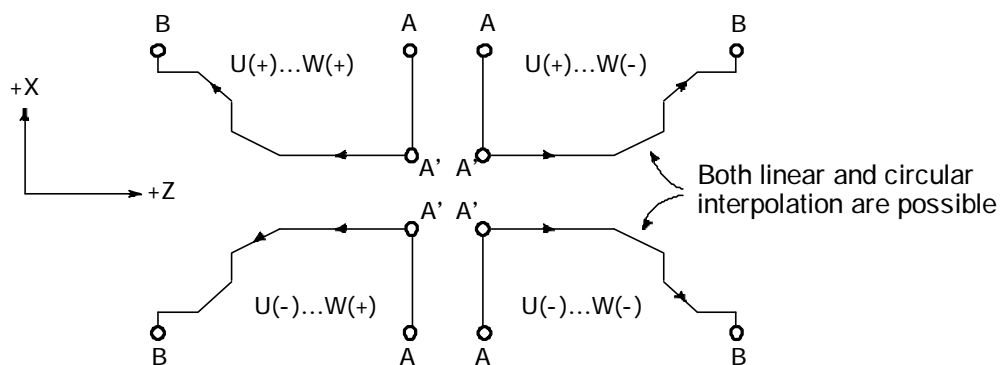 B A A B
U(+)...W(+) U(+)...W(-)
+X
A' A'
+Z
Both linear and circular
interpolation are possible
A' A'
U(-)...W(+) U(-)...W(-)
B A A B